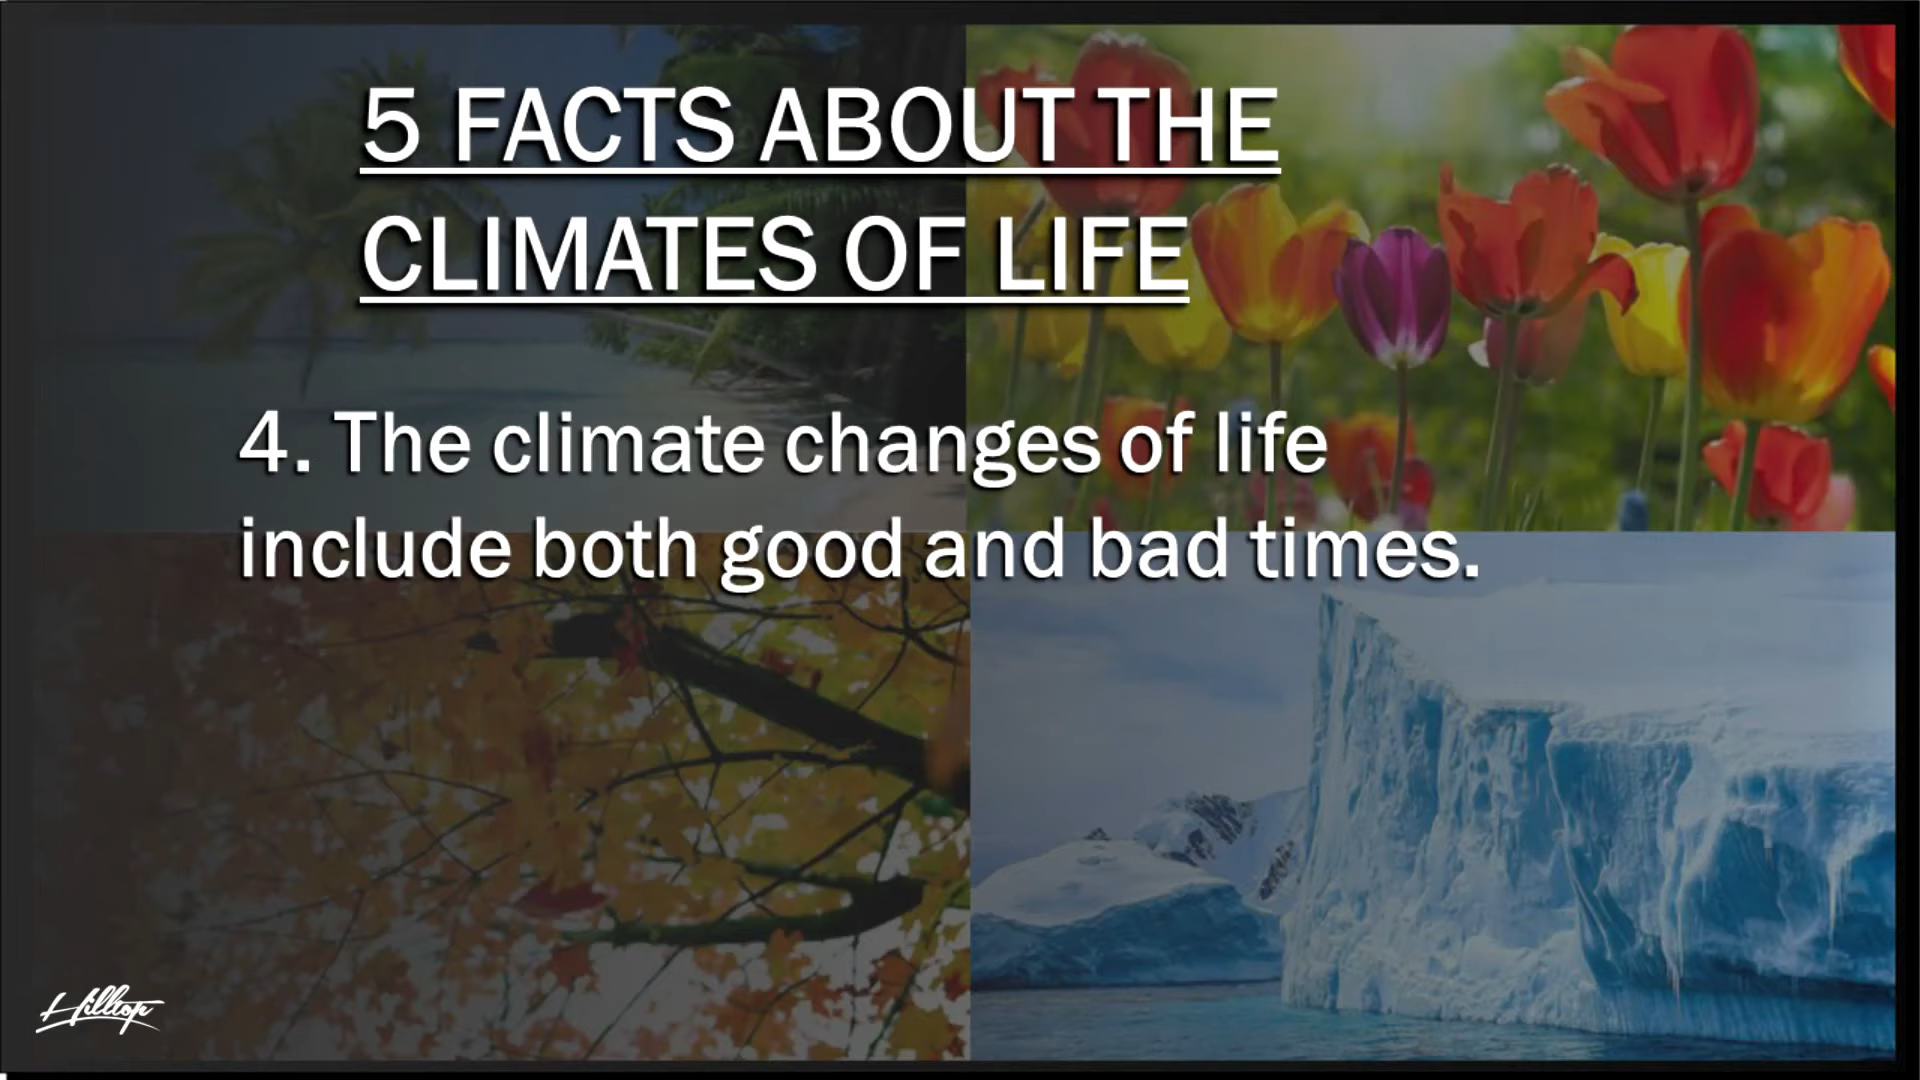 5 FACTS ABOUT THE
CLIMATES OF LIFE
4. The climate changes of life
include both good and bad times.
Hilltop